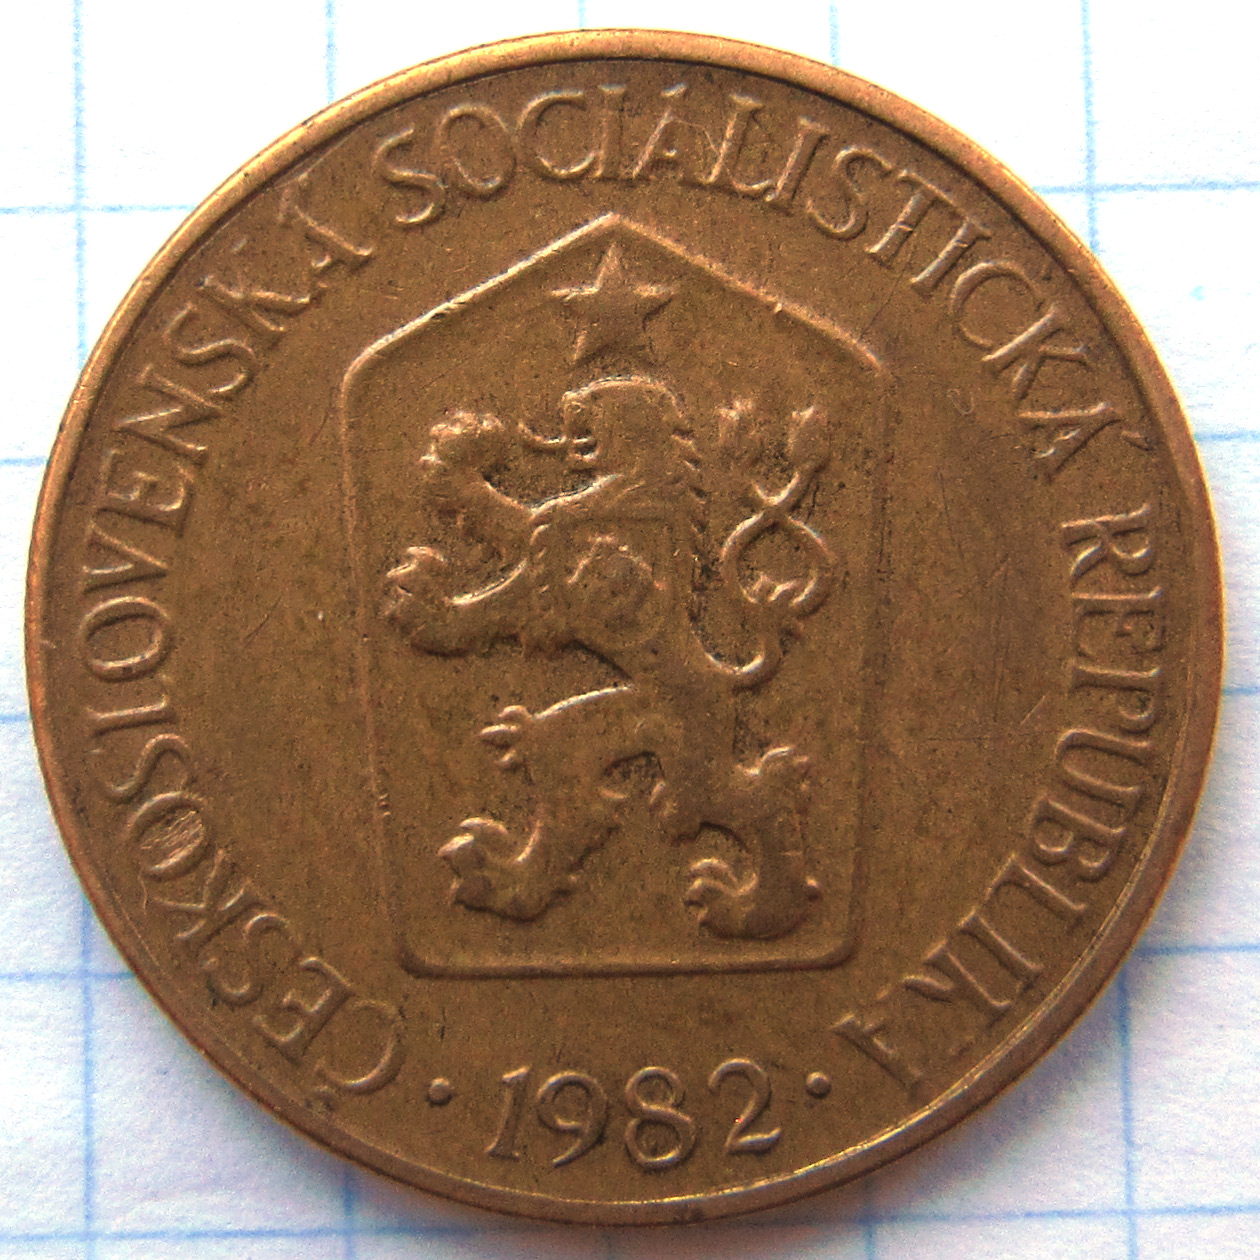 ČESKOSLOVENSKÁ SOCIALISTICKÁ REPUBLIKA
· 1982 ·